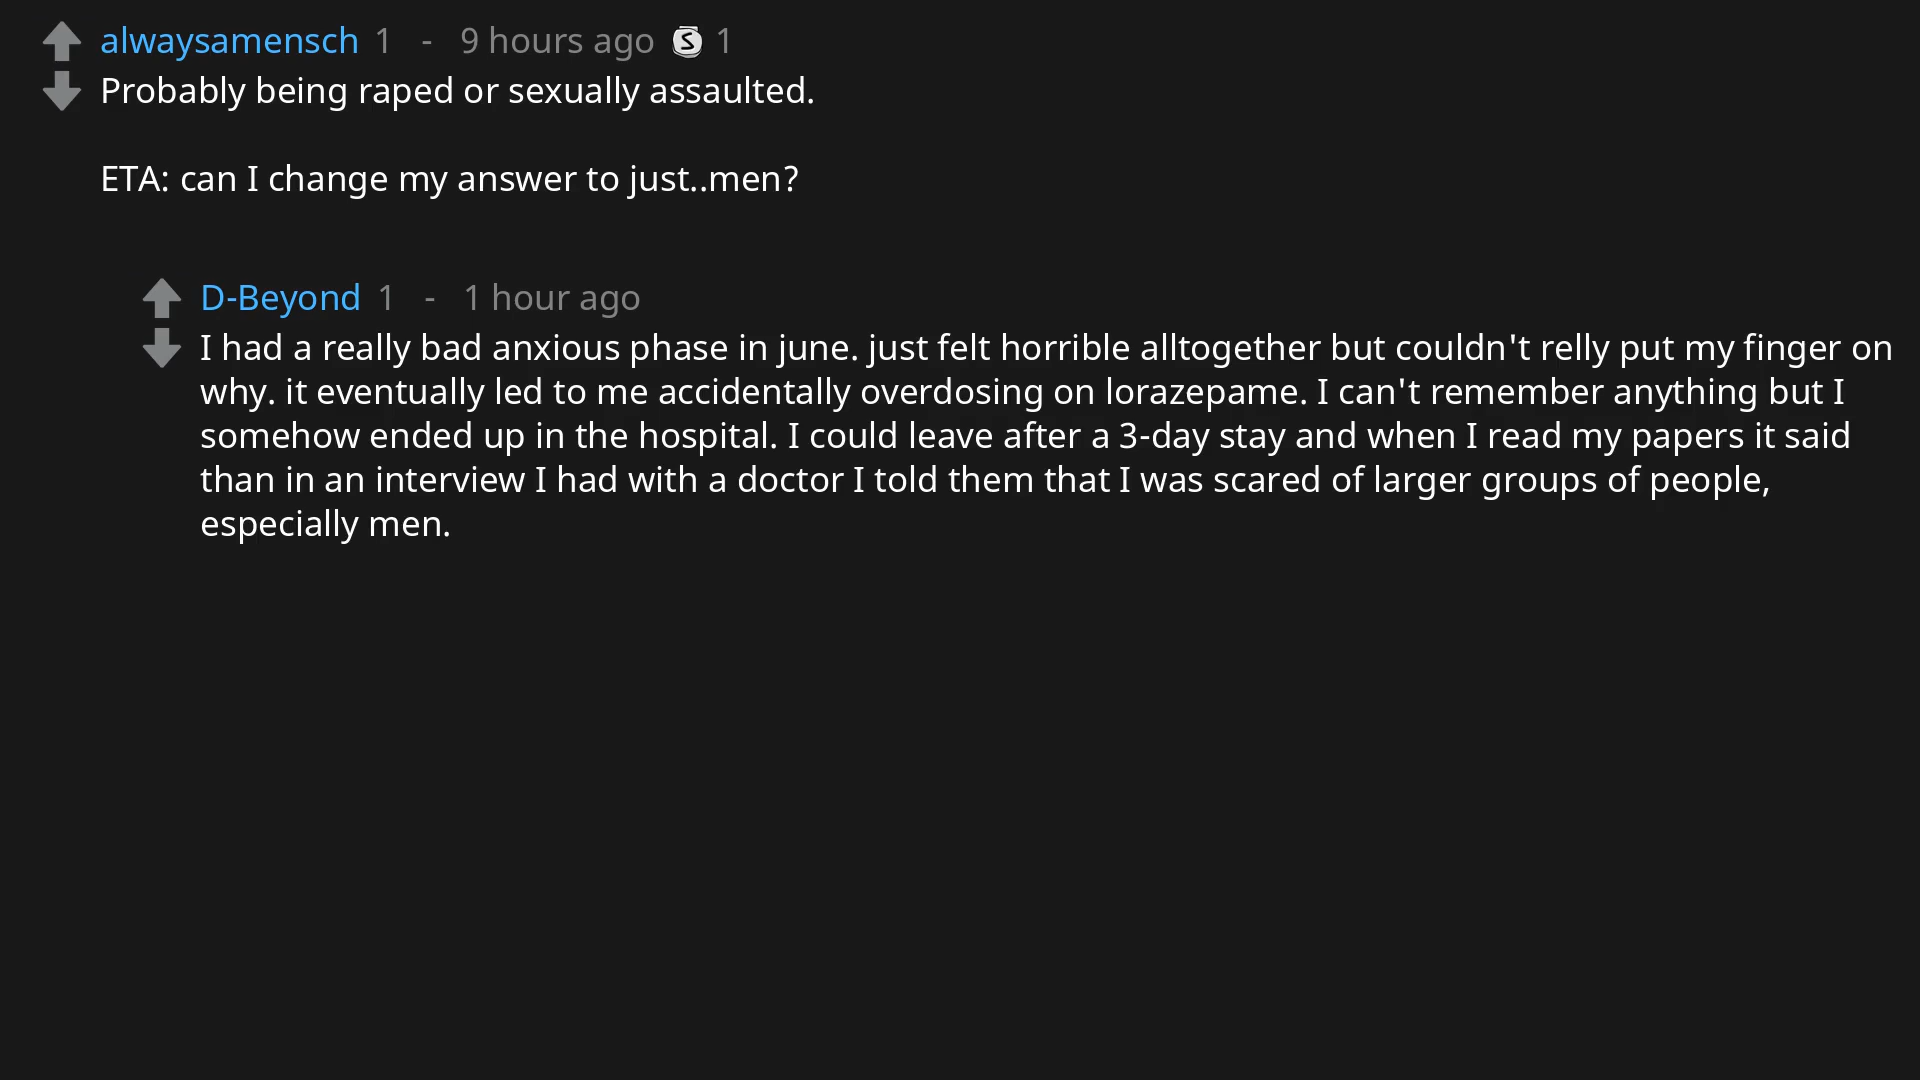 alwaysamensch 1 - 9 hours ago S 1
Probably being raped or sexually assaulted.
ETA: can I change my answer to just..men?
D-Beyond 1 - 1 hour ago
I had a really bad anxious phase in june. just felt horrible alltogether but couldn't relly put my finger on
why. it eventually led to me accidentally overdosing on lorazepame. I can't remember anything but I
somehow ended up in the hospital. I could leave after a 3-day stay and when I read my papers it said
than in an interview I had with a doctor I told them that I was scared of larger groups of people,
especially men.